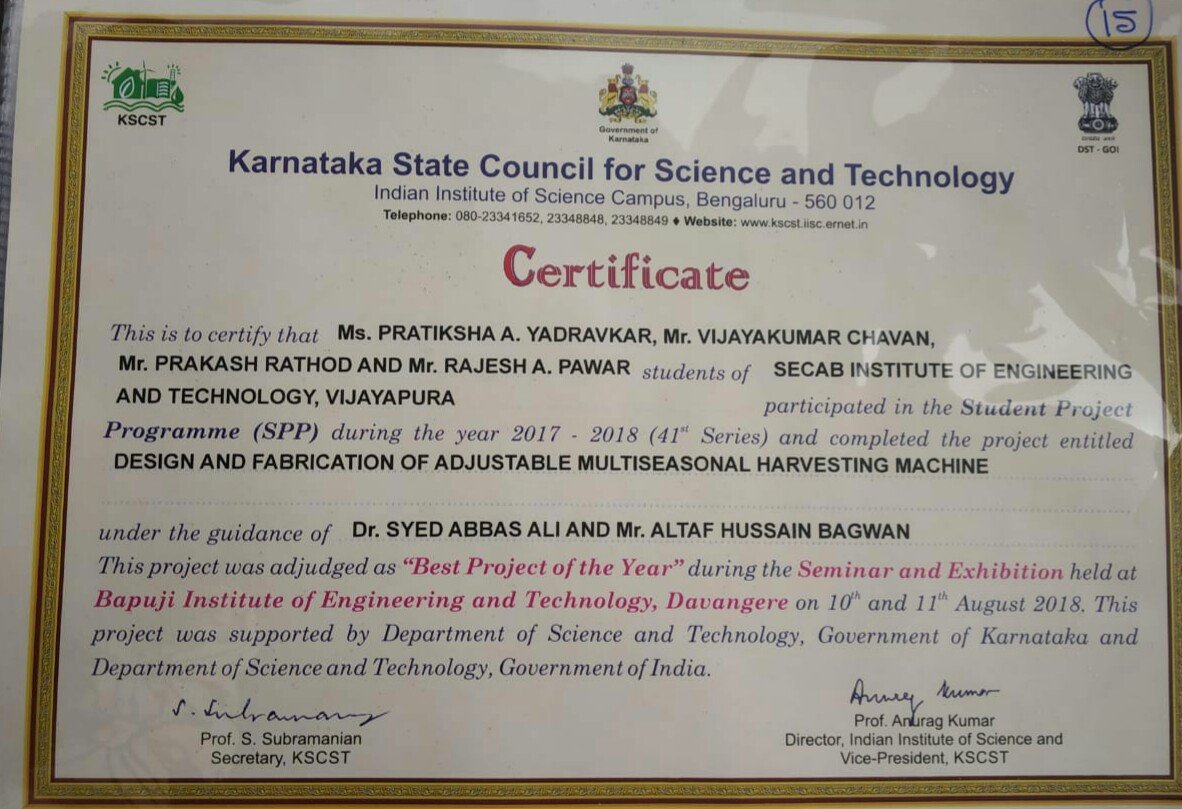 15
KSCST
Government of
Karnataka
DST - GOI
Karnataka State Council for Science and Technology
Indian Institute of Science Campus, Bengaluru - 560 012
Telephone: 080-23341652, 23348848, 23348849 ♦ Website: www.kscst.iisc.ernet.in
Certificate
This is to certify that Ms. PRATIKSHA A. YADRAVKAR, Mr. VIJAYAKUMAR CHAVAN,
Mr. PRAKASH RATHOD AND Mr. RAJESH A. PAWAR students of SECAB INSTITUTE OF ENGINEERING
AND TECHNOLOGY, VIJAYAPURA participated in the Student Project
Programme (SPP) during the year 2017 - 2018 (41st Series) and completed the project entitled
DESIGN AND FABRICATION OF ADJUSTABLE MULTISEASONAL HARVESTING MACHINE
under the guidance of Dr. SYED ABBAS ALI AND Mr. ALTAF HUSSAIN BAGWAN
This project was adjudged as “Best Project of the Year” during the Seminar and Exhibition held at
Bapuji Institute of Engineering and Technology, Davangere on 10th and 11th August 2018. This
project was supported by Department of Science and Technology, Government of Karnataka and
Department of Science and Technology, Government of India.
S. Subramany
Anurag Kumar
Prof. S. Subramanian
Secretary, KSCST
Prof. Anurag Kumar
Director, Indian Institute of Science and
Vice-President, KSCST